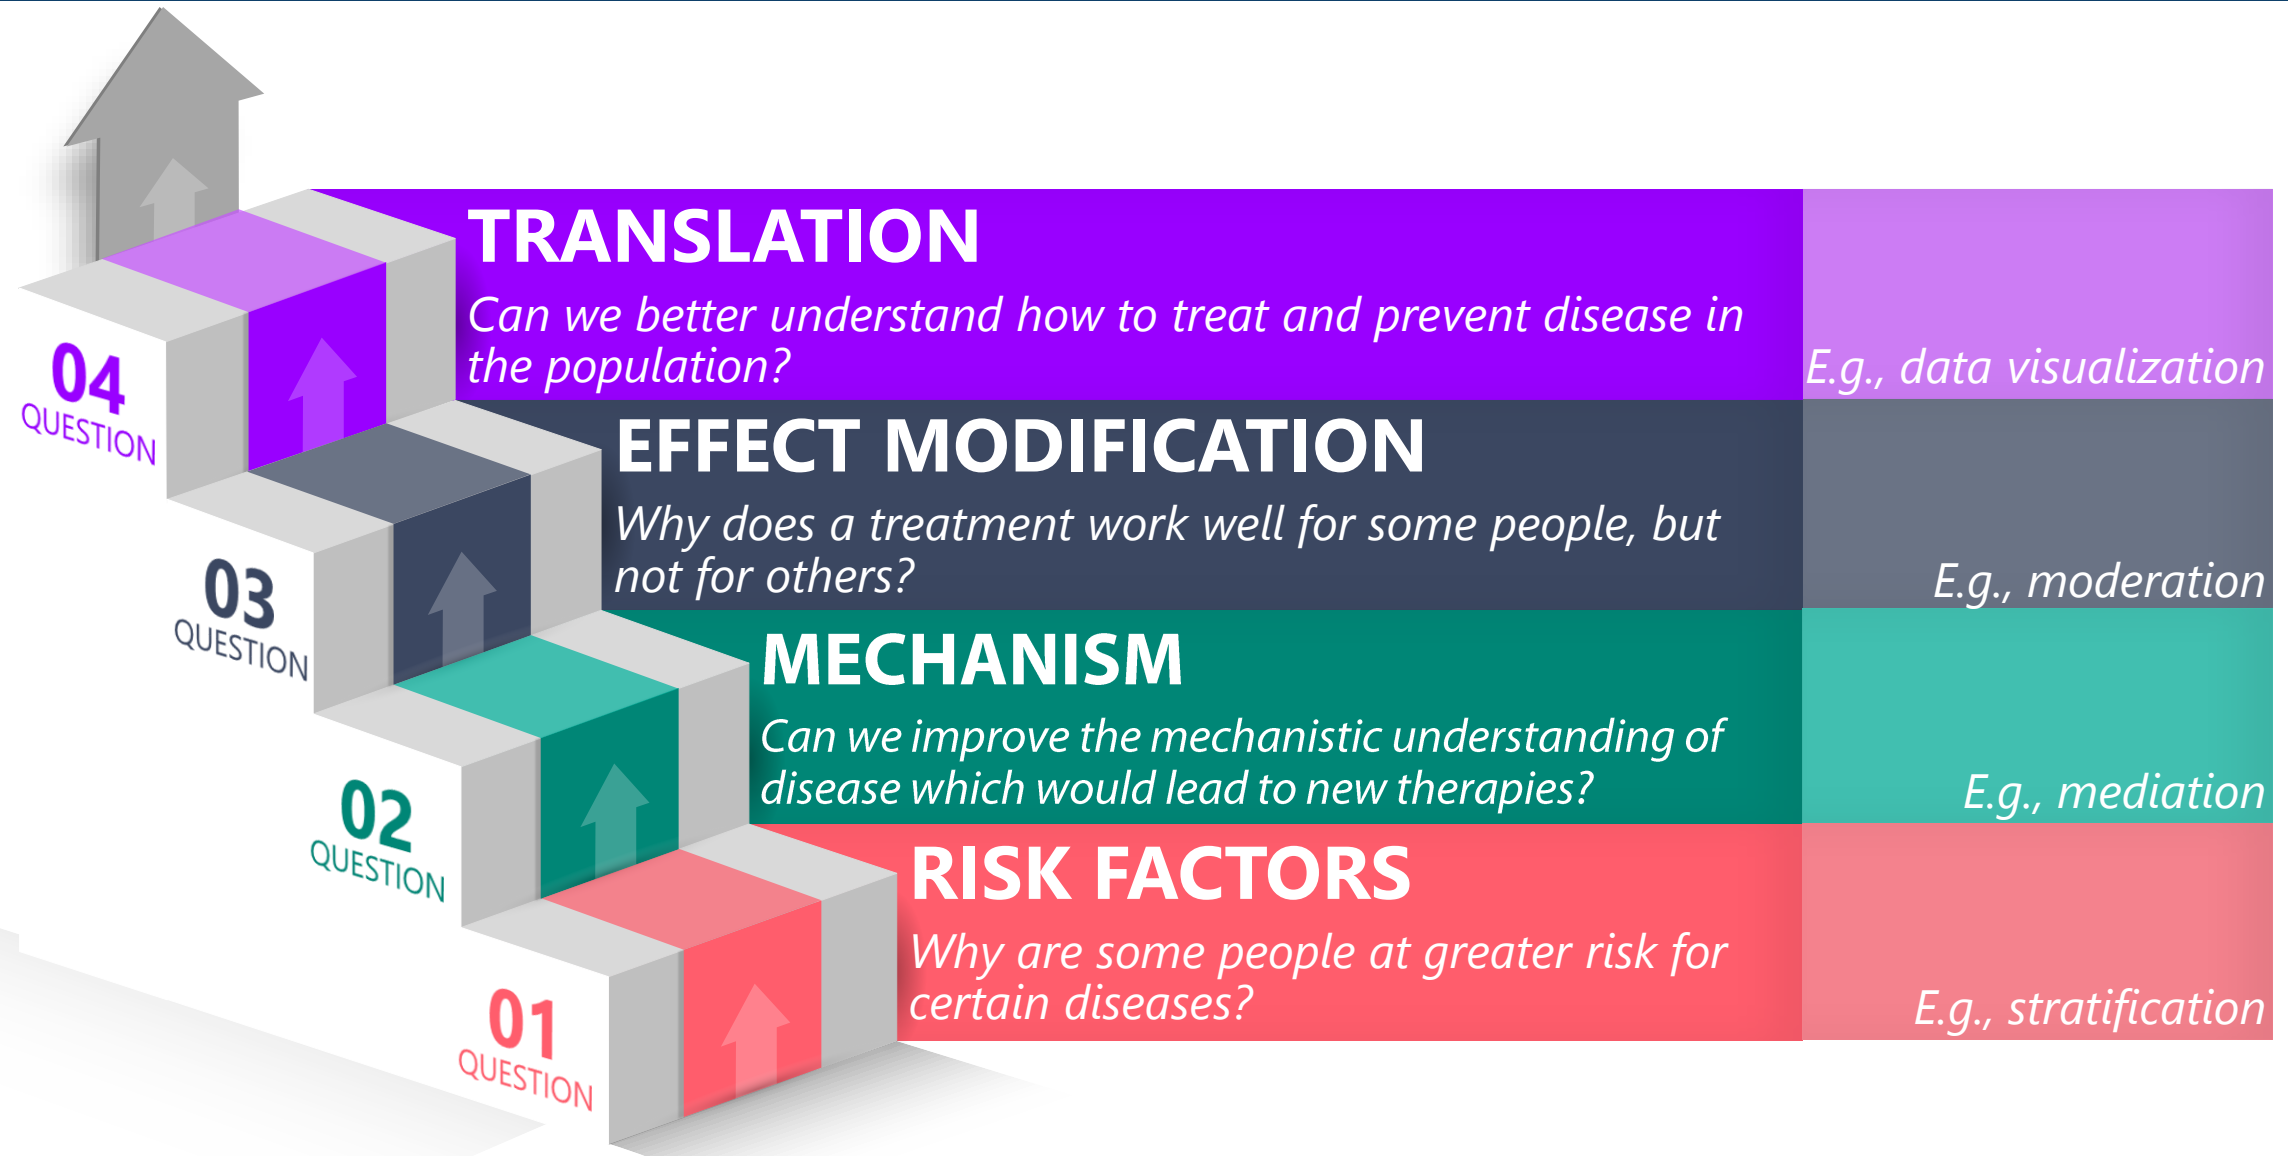 TRANSLATION
Can we better understand how to treat and prevent disease in
the population?
E.g., data visualization
04
QUESTION
EFFECT MODIFICATION
Why does a treatment work well for some people, but
not for others?
E.g., moderation
03
QUESTION
MECHANISM
Can we improve the mechanistic understanding of
disease which would lead to new therapies?
E.g., mediation
02
QUESTION
RISK FACTORS
Why are some people at greater risk for
certain diseases?
E.g., stratification
01
QUESTION